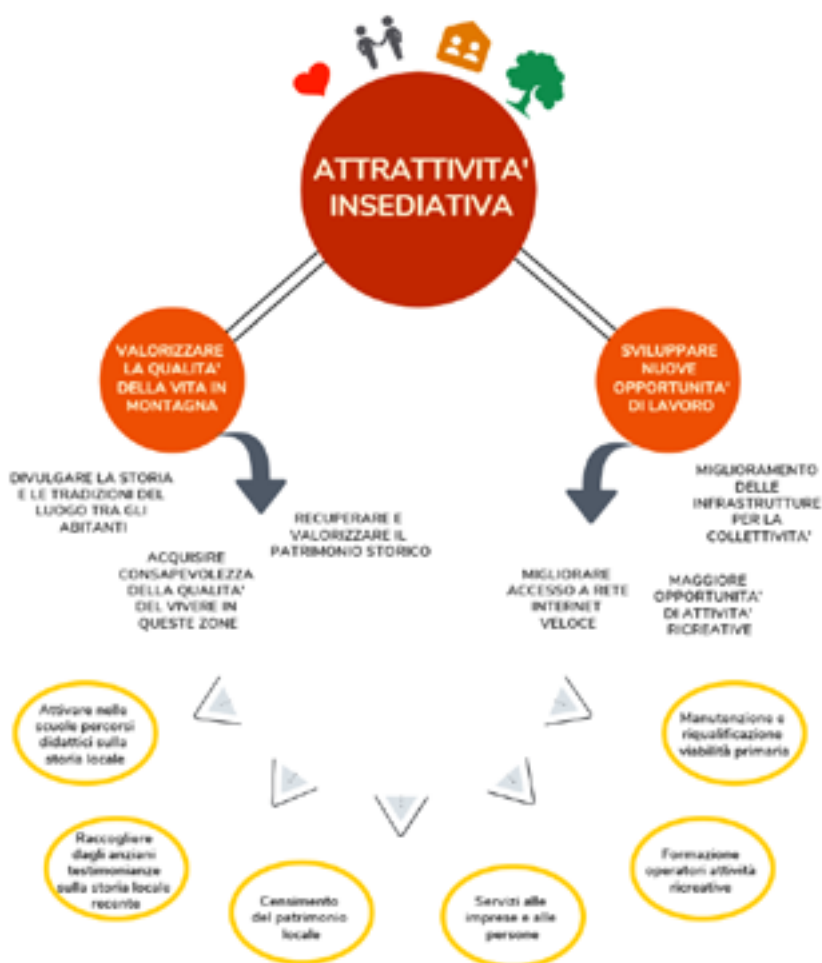 ATTRATTIVITA'
INSEDIATIVA
VALORIZZARE
LA QUALITA'
DELLA VITA IN
MONTAGNA
SVILUPPARE
NUOVE
OPPORTUNITA'
DI LAVORO
DIVULGARE LA STORIA
E LE TRADIZIONI DEL
LUOGO TRA GLI
ABITANTI
RECUPERARE E
VALORIZZARE IL
PATRIMONIO STORICO
ACQUISIRE
CONSAPEVOLEZZA
DELLA QUALITA'
DEL VIVERE IN
QUESTE ZONE
MIGLIORAMENTO
DELLE
INFRASTRUTTURE
PER LA
COLLETTIVITA'
MIGLIORARE
ACCESSO A RETE
INTERNET
VELOCE
MAGGIORE
OPPORTUNITA'
DI ATTIVITA'
RICREATIVE
Attivare nelle
scuole percorsi
didattici sulla
storia locale
Raccogliere
dagli anziani
testimonianze
sulla storia locale
recente
Censimento
del patrimonio
locale
Servizi alle
imprese e alle
persone
Formazione
operatori attività
ricreative
Manutenzione e
riqualificazione
viabilità primaria